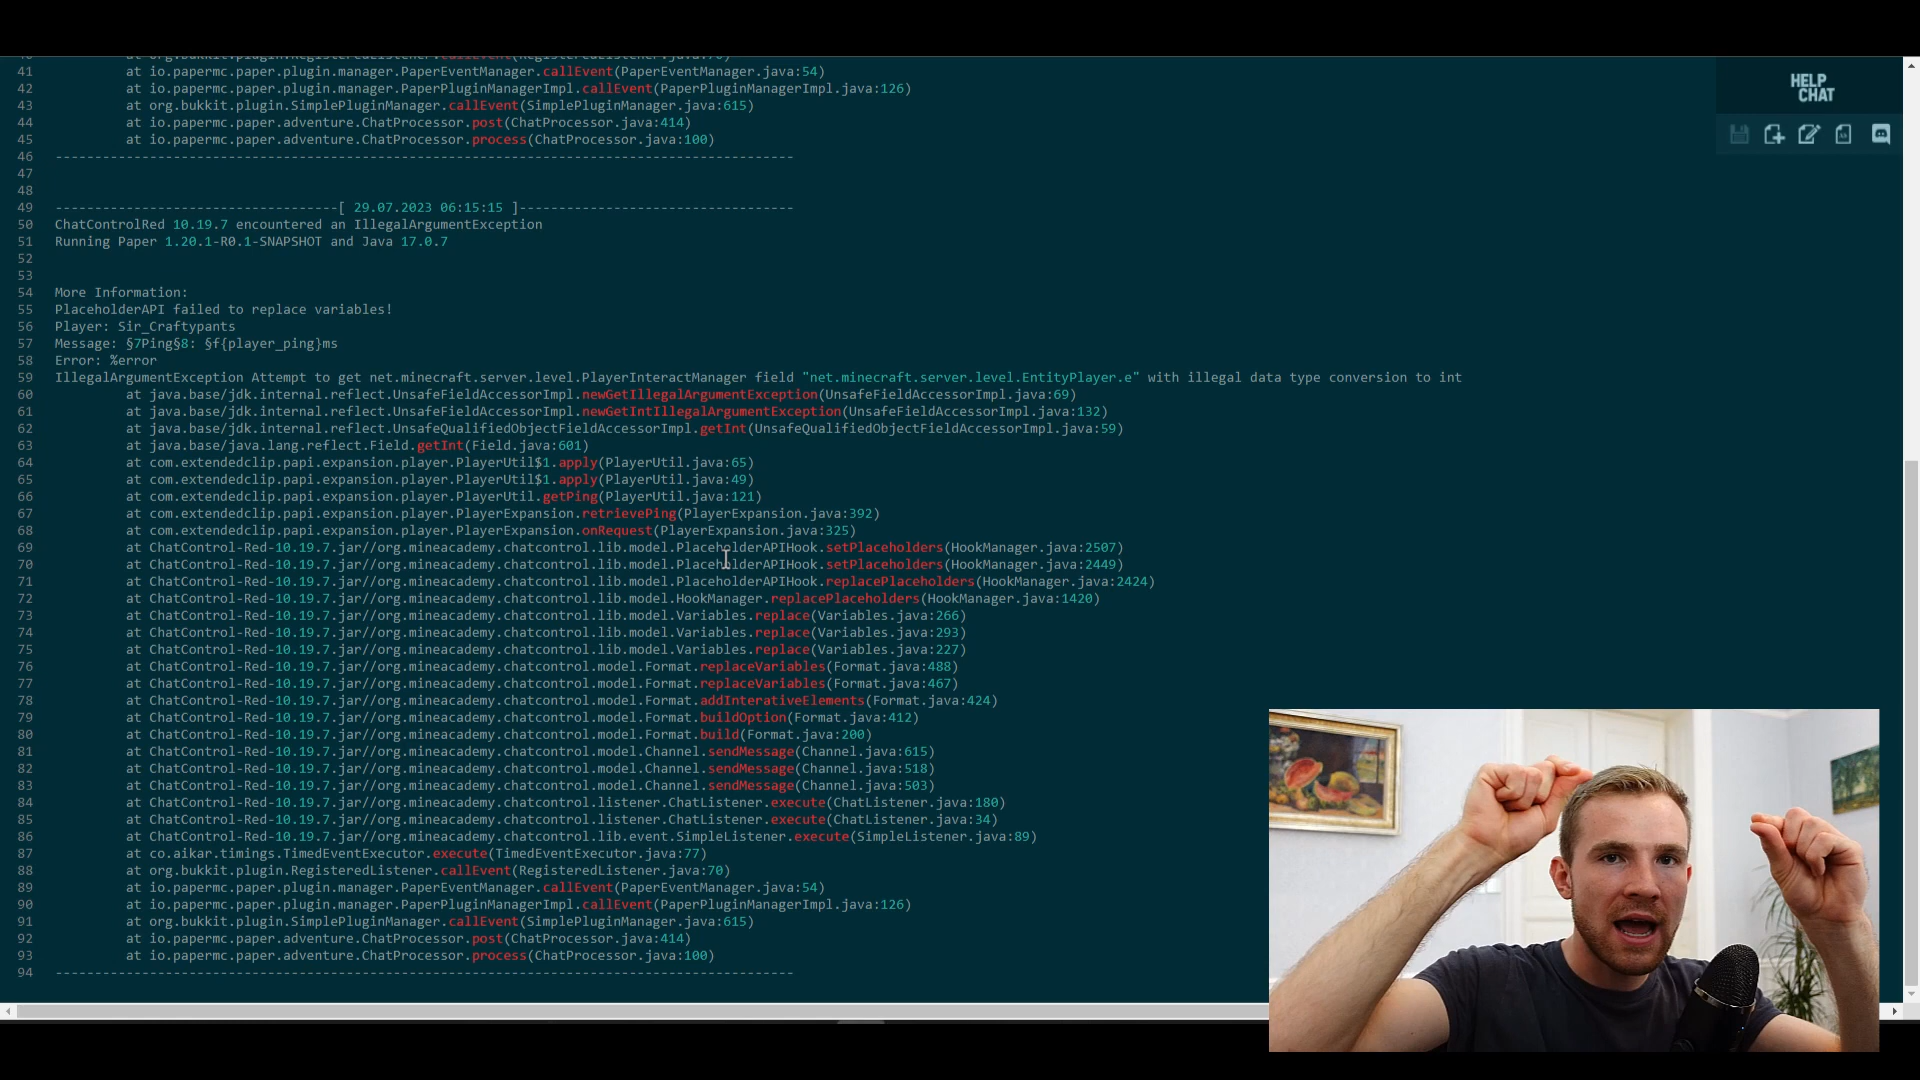 41 at io.papermc.paper.plugin.manager.PaperEventManager.callEvent(PaperEventManager.java:54)
42 at io.papermc.paper.plugin.manager.PaperPluginManagerImpl.callEvent(PaperPluginManagerImpl.java:126)
43 at org.bukkit.plugin.SimplePluginManager.callEvent(SimplePluginManager.java:615)
44 at io.papermc.paper.adventure.ChatProcessor.post(ChatProcessor.java:414)
45 at io.papermc.paper.adventure.ChatProcessor.process(ChatProcessor.java:100)
46 ----------------------------------------------------------------------------------------------
47
48
49 ------------------------------------[ 29.07.2023 06:15:15 ]-----------------------------------
50 ChatControlRed 10.19.7 encountered an IllegalArgumentException
51 Running Paper 1.20.1-R0.1-SNAPSHOT and Java 17.0.7
52
53
54 More Information:
55 PlaceholderAPI failed to replace variables!
56 Player: Sir_Craftypants
57 Message: §7Ping§8: §f{player_ping}ms
58 Error: %error
59 IllegalArgumentException Attempt to get net.minecraft.server.level.PlayerInteractManager field "net.minecraft.server.level.EntityPlayer.e" with illegal data type conversion to int
60 at java.base/jdk.internal.reflect.UnsafeFieldAccessorImpl.newGetIllegalArgumentException(UnsafeFieldAccessorImpl.java:69)
61 at java.base/jdk.internal.reflect.UnsafeFieldAccessorImpl.newGetIntIllegalArgumentException(UnsafeFieldAccessorImpl.java:132)
62 at java.base/jdk.internal.reflect.UnsafeQualifiedObjectFieldAccessorImpl.getInt(UnsafeQualifiedObjectFieldAccessorImpl.java:59)
63 at java.base/java.lang.reflect.Field.getInt(Field.java:601)
64 at com.extendedclip.papi.expansion.player.PlayerUtil$1.apply(PlayerUtil.java:65)
65 at com.extendedclip.papi.expansion.player.PlayerUtil$1.apply(PlayerUtil.java:49)
66 at com.extendedclip.papi.expansion.player.PlayerUtil.getPing(PlayerUtil.java:121)
67 at com.extendedclip.papi.expansion.player.PlayerExpansion.retrievePing(PlayerExpansion.java:392)
68 at com.extendedclip.papi.expansion.player.PlayerExpansion.onRequest(PlayerExpansion.java:325)
69 at ChatControl-Red-10.19.7.jar//org.mineacademy.chatcontrol.lib.model.PlaceholderAPIHook.setPlaceholders(HookManager.java:2507)
70 at ChatControl-Red-10.19.7.jar//org.mineacademy.chatcontrol.lib.model.PlaceholderAPIHook.setPlaceholders(HookManager.java:2449)
71 at ChatControl-Red-10.19.7.jar//org.mineacademy.chatcontrol.lib.model.PlaceholderAPIHook.replacePlaceholders(HookManager.java:2424)
72 at ChatControl-Red-10.19.7.jar//org.mineacademy.chatcontrol.lib.model.HookManager.replacePlaceholders(HookManager.java:1420)
73 at ChatControl-Red-10.19.7.jar//org.mineacademy.chatcontrol.lib.model.Variables.replace(Variables.java:266)
74 at ChatControl-Red-10.19.7.jar//org.mineacademy.chatcontrol.lib.model.Variables.replace(Variables.java:293)
75 at ChatControl-Red-10.19.7.jar//org.mineacademy.chatcontrol.lib.model.Variables.replace(Variables.java:227)
76 at ChatControl-Red-10.19.7.jar//org.mineacademy.chatcontrol.model.Format.replaceVariables(Format.java:488)
77 at ChatControl-Red-10.19.7.jar//org.mineacademy.chatcontrol.model.Format.replaceVariables(Format.java:467)
78 at ChatControl-Red-10.19.7.jar//org.mineacademy.chatcontrol.model.Format.addInterativeElements(Format.java:424)
79 at ChatControl-Red-10.19.7.jar//org.mineacademy.chatcontrol.model.Format.buildOption(Format.java:412)
80 at ChatControl-Red-10.19.7.jar//org.mineacademy.chatcontrol.model.Format.build(Format.java:200)
81 at ChatControl-Red-10.19.7.jar//org.mineacademy.chatcontrol.model.Channel.sendMessage(Channel.java:615)
82 at ChatControl-Red-10.19.7.jar//org.mineacademy.chatcontrol.model.Channel.sendMessage(Channel.java:518)
83 at ChatControl-Red-10.19.7.jar//org.mineacademy.chatcontrol.model.Channel.sendMessage(Channel.java:503)
84 at ChatControl-Red-10.19.7.jar//org.mineacademy.chatcontrol.listener.ChatListener.execute(ChatListener.java:180)
85 at ChatControl-Red-10.19.7.jar//org.mineacademy.chatcontrol.listener.ChatListener.execute(ChatListener.java:34)
86 at ChatControl-Red-10.19.7.jar//org.mineacademy.chatcontrol.lib.event.SimpleListener.execute(SimpleListener.java:89)
87 at co.aikar.timings.TimedEventExecutor.execute(TimedEventExecutor.java:77)
88 at org.bukkit.plugin.RegisteredListener.callEvent(RegisteredListener.java:70)
89 at io.papermc.paper.plugin.manager.PaperEventManager.callEvent(PaperEventManager.java:54)
90 at io.papermc.paper.plugin.manager.PaperPluginManagerImpl.callEvent(PaperPluginManagerImpl.java:126)
91 at org.bukkit.plugin.SimplePluginManager.callEvent(SimplePluginManager.java:615)
92 at io.papermc.paper.adventure.ChatProcessor.post(ChatProcessor.java:414)
93 at io.papermc.paper.adventure.ChatProcessor.process(ChatProcessor.java:100)
94 ----------------------------------------------------------------------------------------------
HELP
CHAT